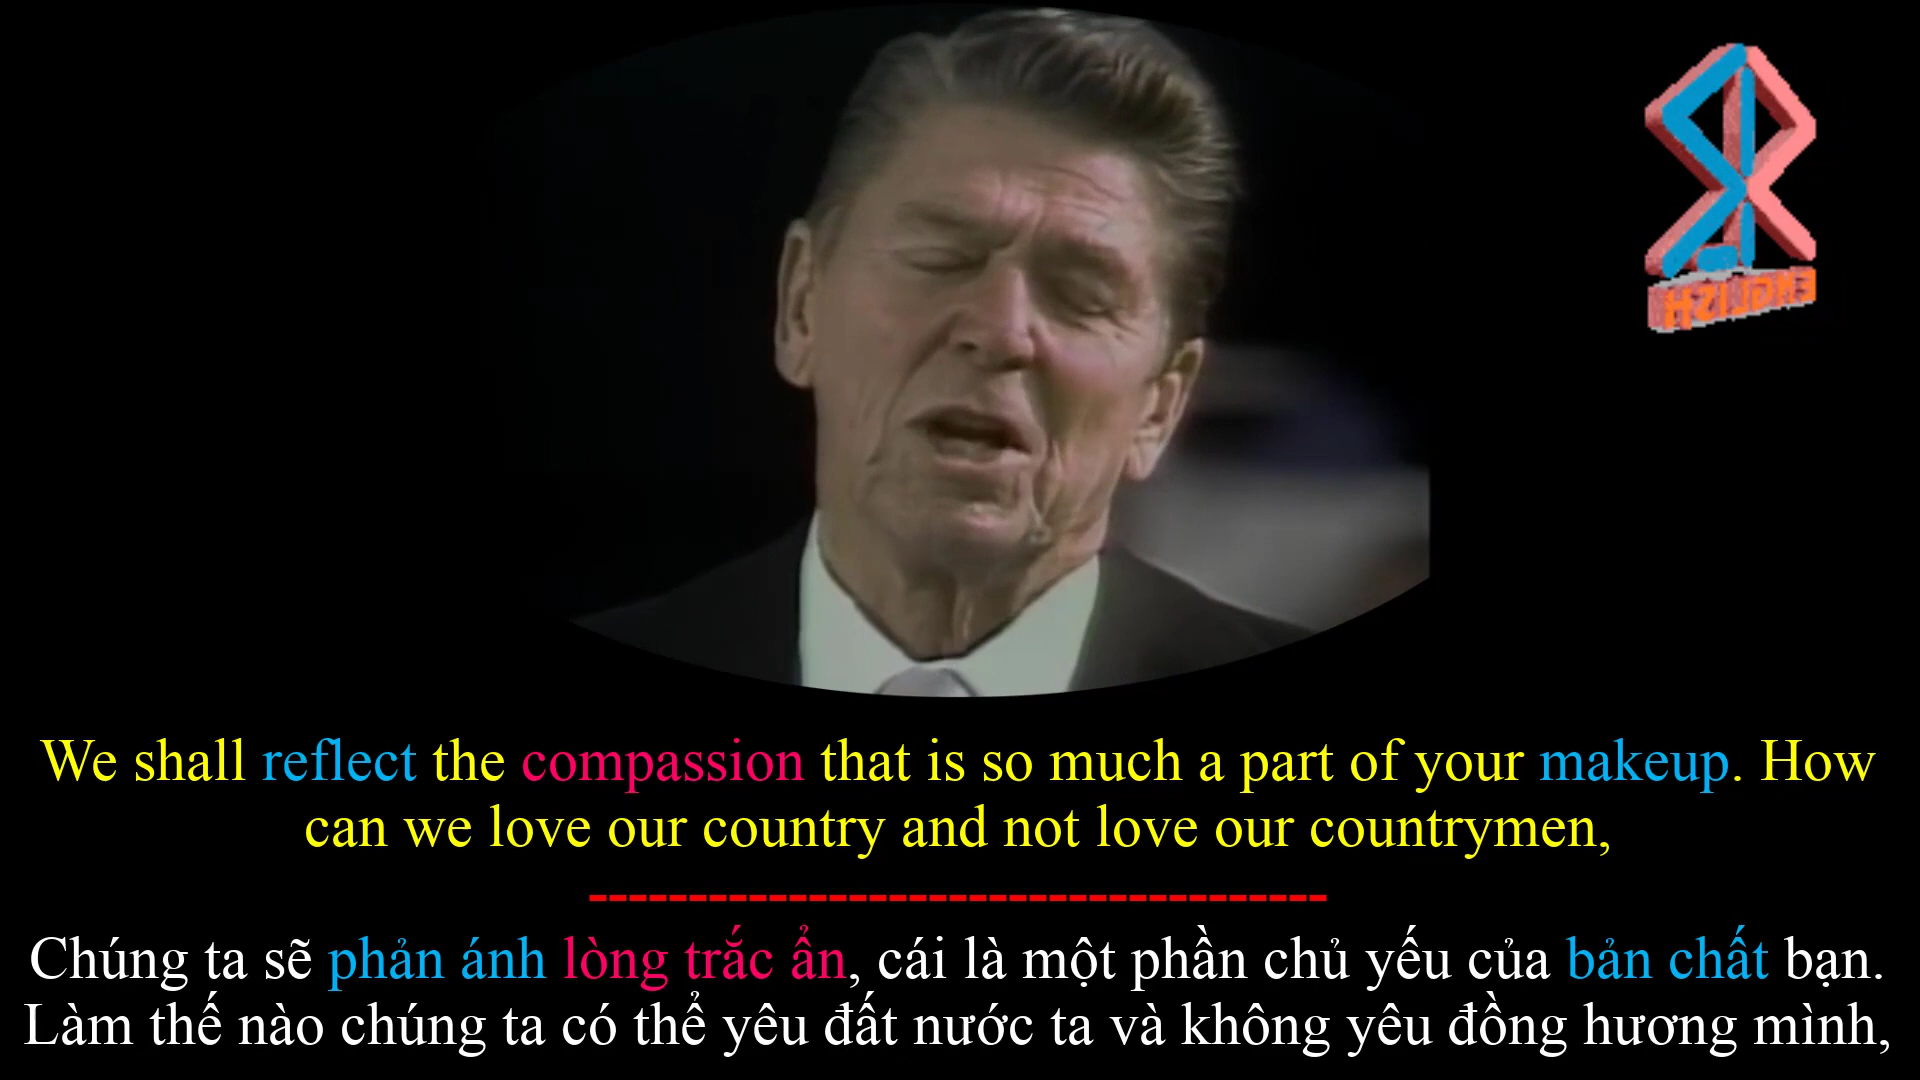 ENGLISH
We shall reflect the compassion that is so much a part of your makeup. How
can we love our country and not love our countrymen,
-------------------------------------
Chúng ta sẽ phản ánh lòng trắc ẩn, cái là một phần chủ yếu của bản chất bạn.
Làm thế nào chúng ta có thể yêu đất nước ta và không yêu đồng hương mình,